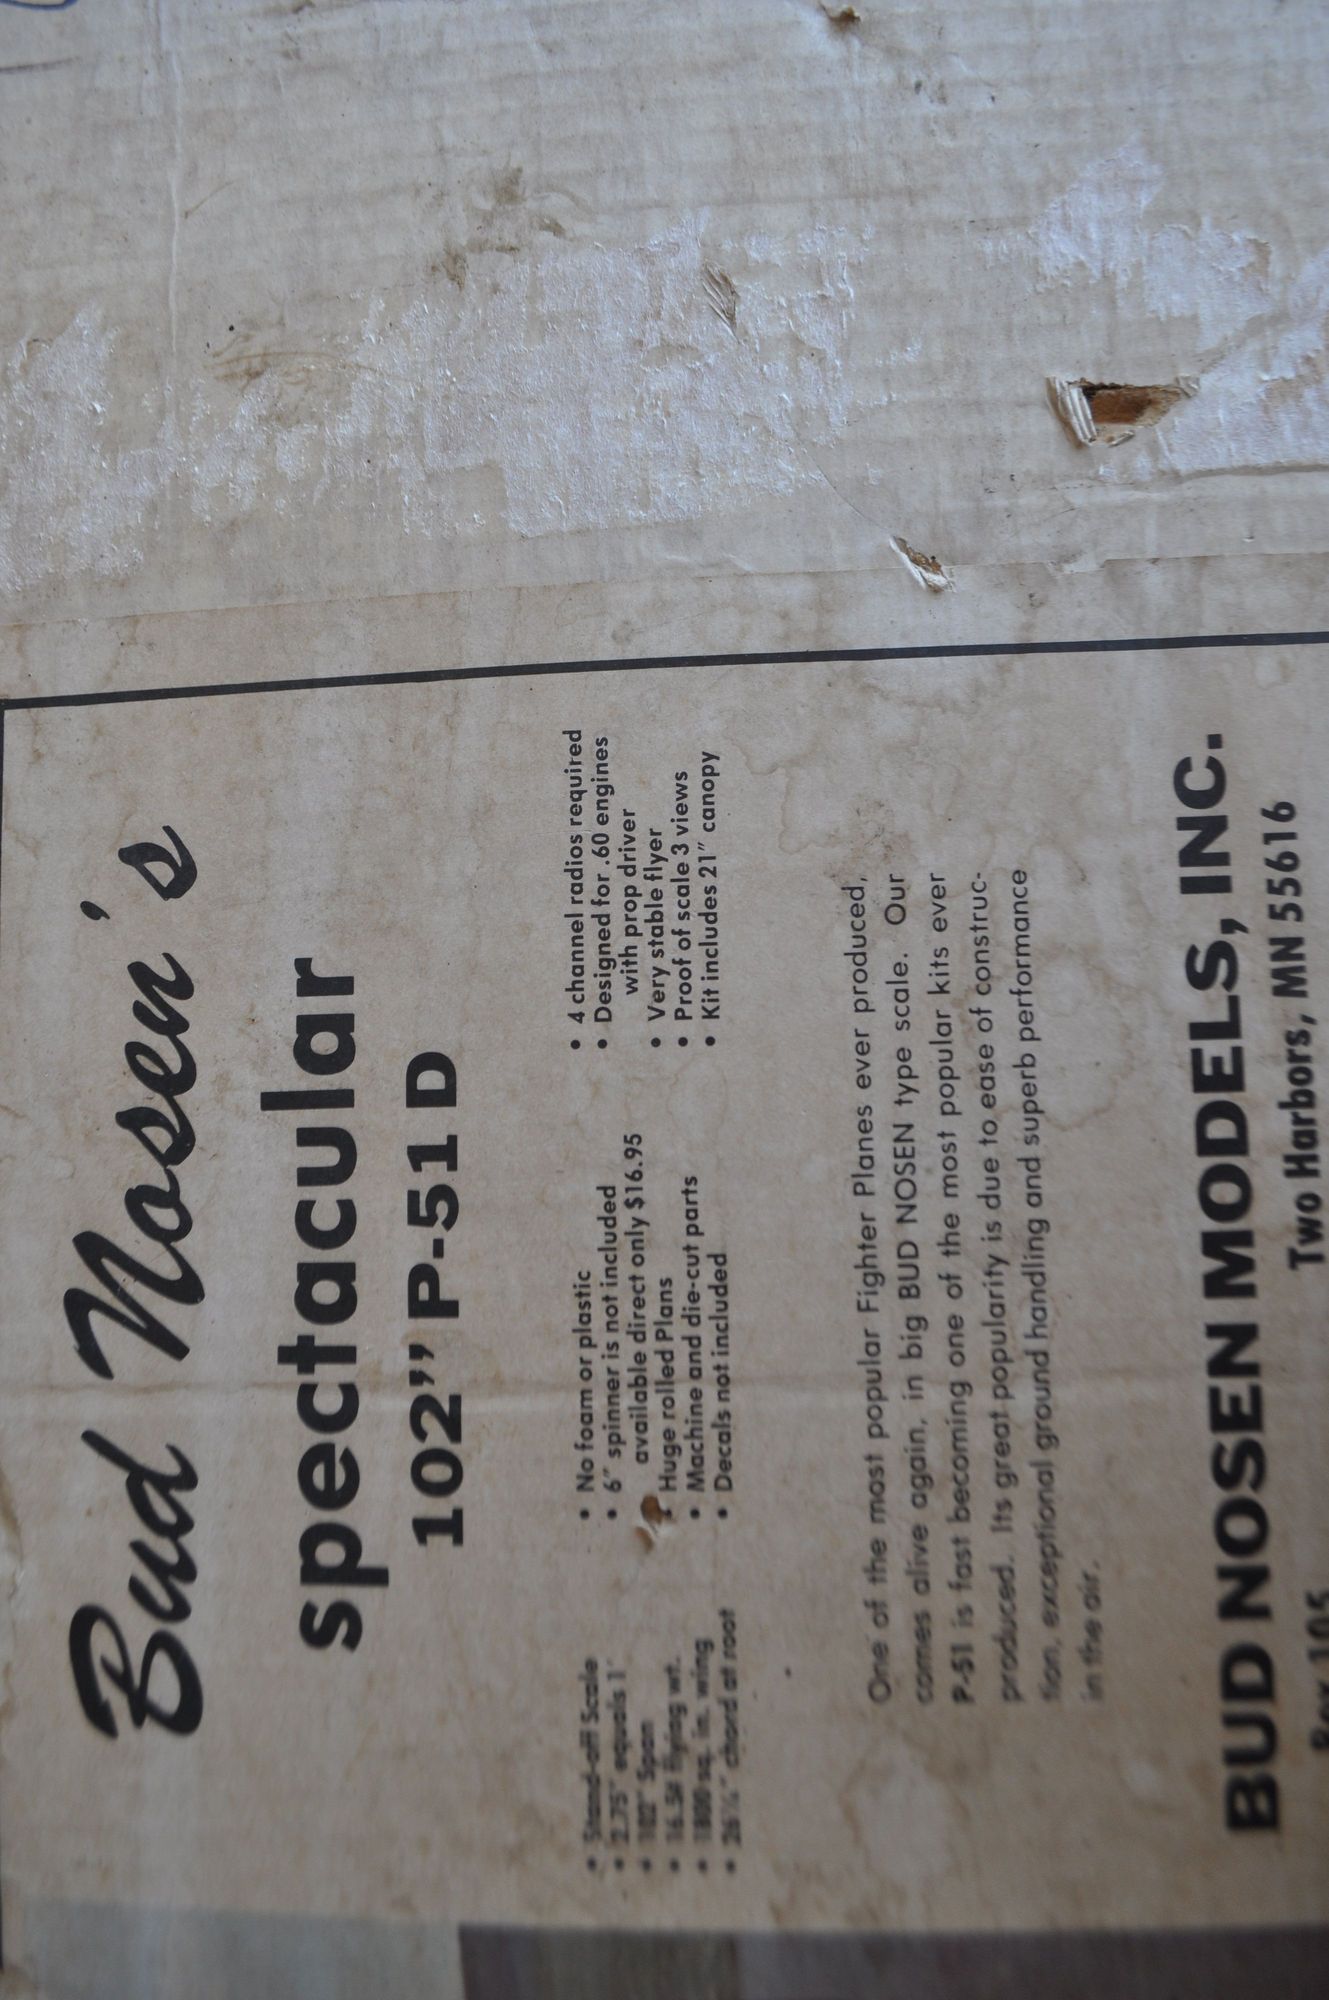 Bud Nosen's
spectacular
102" P-51 D
• Stand-off Scale
• 2.75" equals 1'
• 102" Span
• 16.5# flying wt.
• 1800 sq. in. wing
• chord at root
• No foam or plastic
• 6" spinner is not included
available direct only $16.95
• Huge rolled Plans
• Machine and die-cut parts
• Decals not included
• 4 channel radios required
• Designed for .60 engines
with prop driver
• Very stable flyer
• Proof of scale 3 views
• Kit includes 21" canopy
One of the most popular Fighter Planes ever produced,
comes alive again, in big BUD NOSEN type scale. Our
P-51 is fast becoming one of the most popular kits ever
produced. Its great popularity is due to ease of construc-
tion, exceptional ground handling and superb performance
in the air.
BUD NOSEN MODELS, INC.
Box 105 Two Harbors, MN 55616